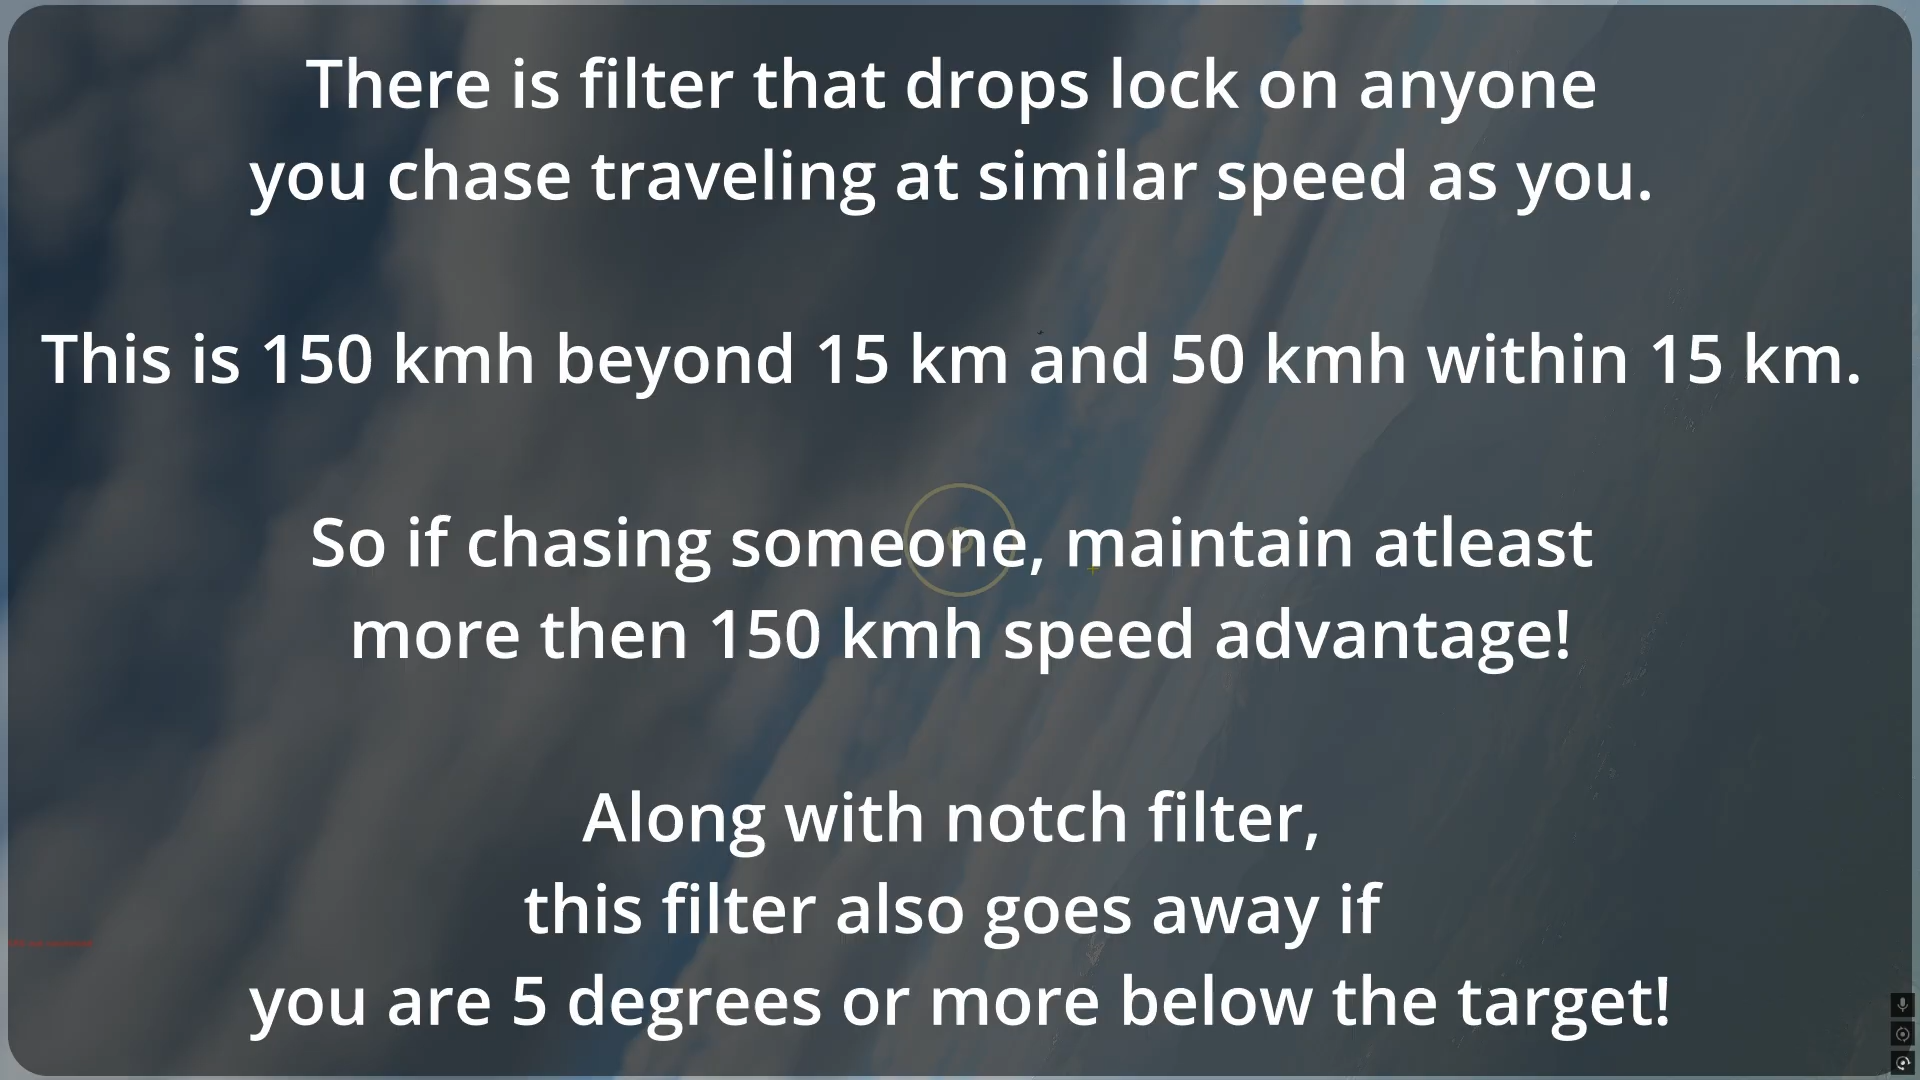 There is filter that drops lock on anyone
you chase traveling at similar speed as you.
This is 150 kmh beyond 15 km and 50 kmh within 15 km.
So if chasing someone, maintain atleast
more then 150 kmh speed advantage!
Along with notch filter,
this filter also goes away if
you are 5 degrees or more below the target!